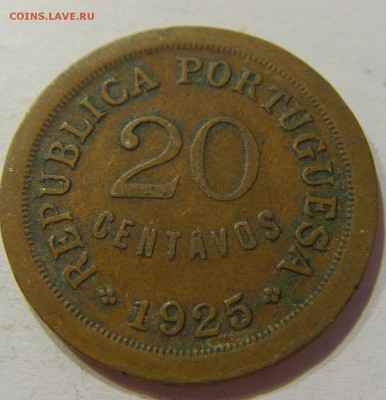 COINS.LAVE.RU
REPUBLICA PORTUGUESA
20
CENTAVOS
1925